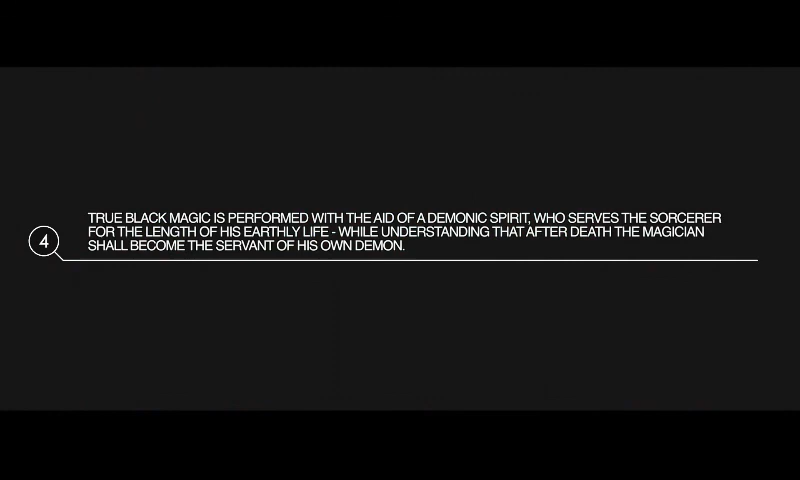 TRUE BLACK MAGIC IS PERFORMED WITH THE AID OF A DEMONIC SPIRIT, WHO SERVES THE SORCERER
FOR THE LENGTH OF HIS EARTHLY LIFE - WHILE UNDERSTANDING THAT AFTER DEATH THE MAGICIAN
4
SHALL BECOME THE SERVANT OF HIS OWN DEMON.